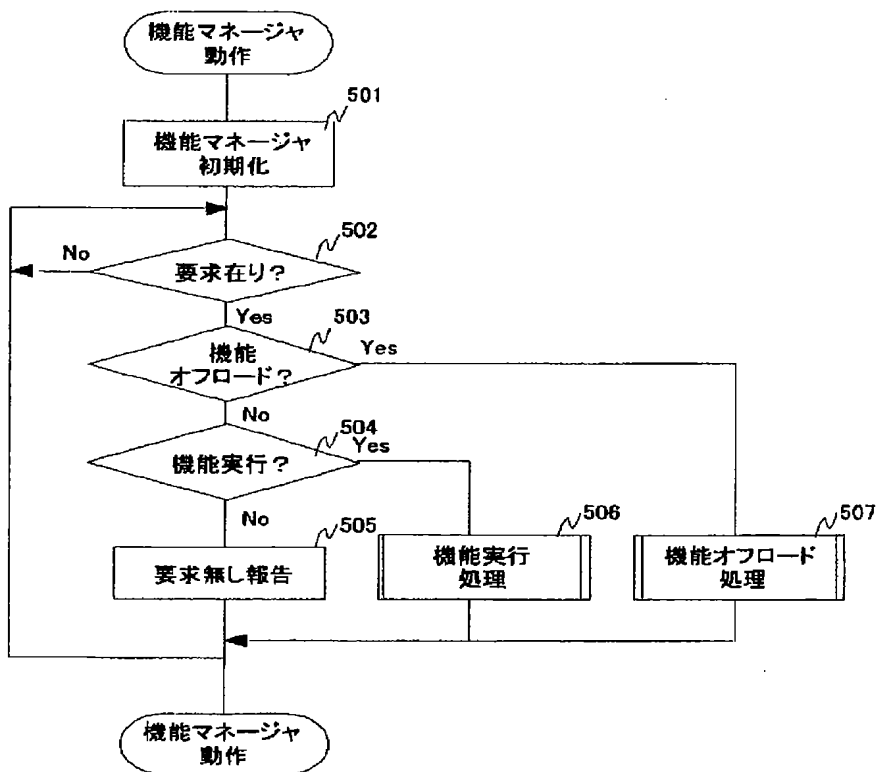 機能マネージャ
動作
501
機能マネージャ
初期化
502
No
要求在り?
Yes
503
機能
オフロード?
Yes
No
504
機能実行?
Yes
No
505
要求無し報告
506
機能実行
処理
507
機能オフロード
処理
機能マネージャ
動作